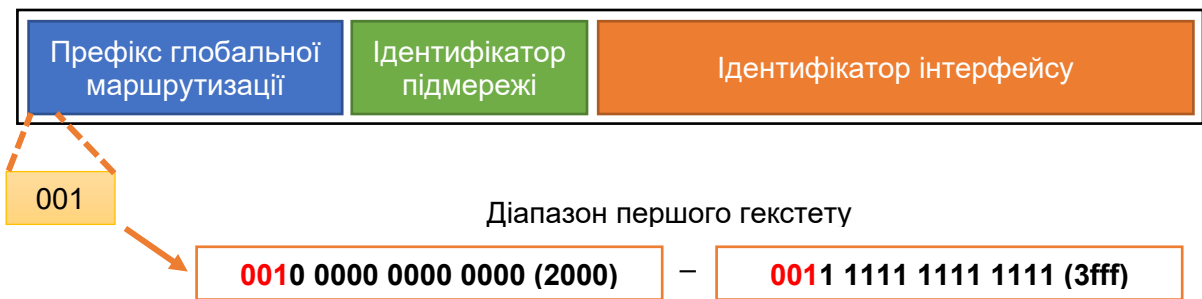 Префікс глобальної
маршрутизації
Ідентифікатор
підмережі
Ідентифікатор інтерфейсу
001
Діапазон першого гекстету
0010 0000 0000 0000 (2000)
–
0011 1111 1111 1111 (3fff)